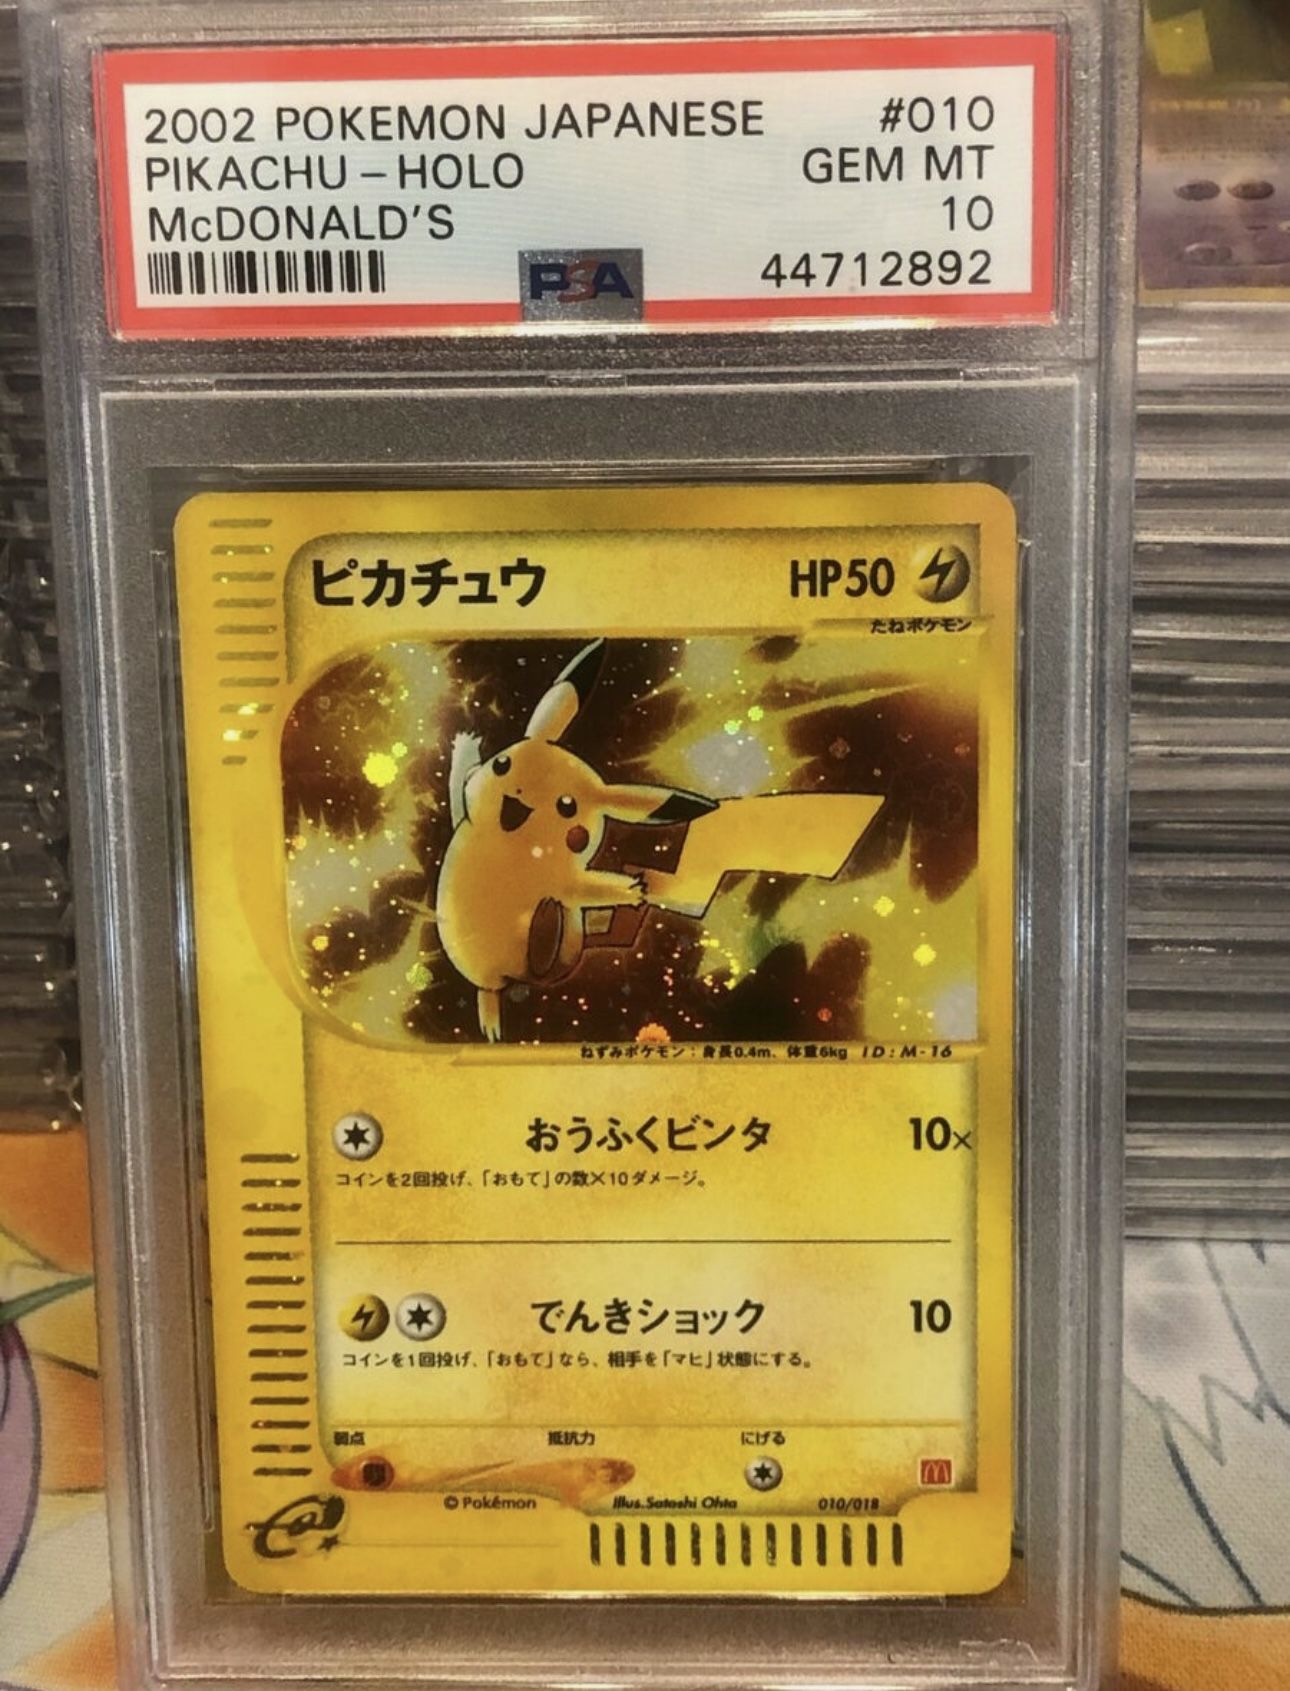 2002 POKEMON JAPANESE #010
PIKACHU - HOLO GEM MT
McDONALD'S 10
PSA 44712892
ピカチュウ HP50
たねポケモン
ねずみポケモン：身長0.4m、体重6kg ID:M-16
おうふくビンタ 10×
コインを2回投げ、「おもて」の数×10ダメージ。
でんきショック 10
コインを1回投げ、「おもて」なら、相手を「マヒ」状態にする。
弱点 抵抗力 にげる
©Pokémon Illus.Satoshi Ohta 010/018